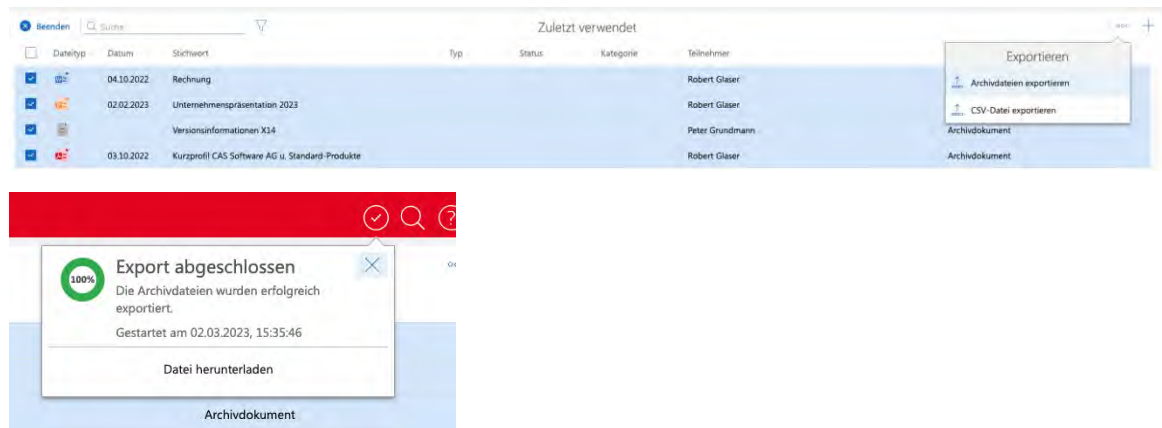 Beenden Suche Zuletzt verwendet
Dateityp Datum Stichwort Typ Status Kategorie Teilnehmer
Exportieren
04.10.2022 Rechnung Robert Glaser
Archivdateien exportieren
02.02.2023 Unternehmenspräsentation 2023 Robert Glaser
CSV-Datei exportieren
Versionsinformationen X14 Peter Grundmann Archivdokument
03.10.2022 Kurzprofil CAS Software AG u. Standard-Produkte Robert Glaser Archivdokument
100%
Export abgeschlossen
Die Archivdateien wurden erfolgreich
exportiert.
Gestartet am 02.03.2023, 15:35:46
Datei herunterladen
Archivdokument